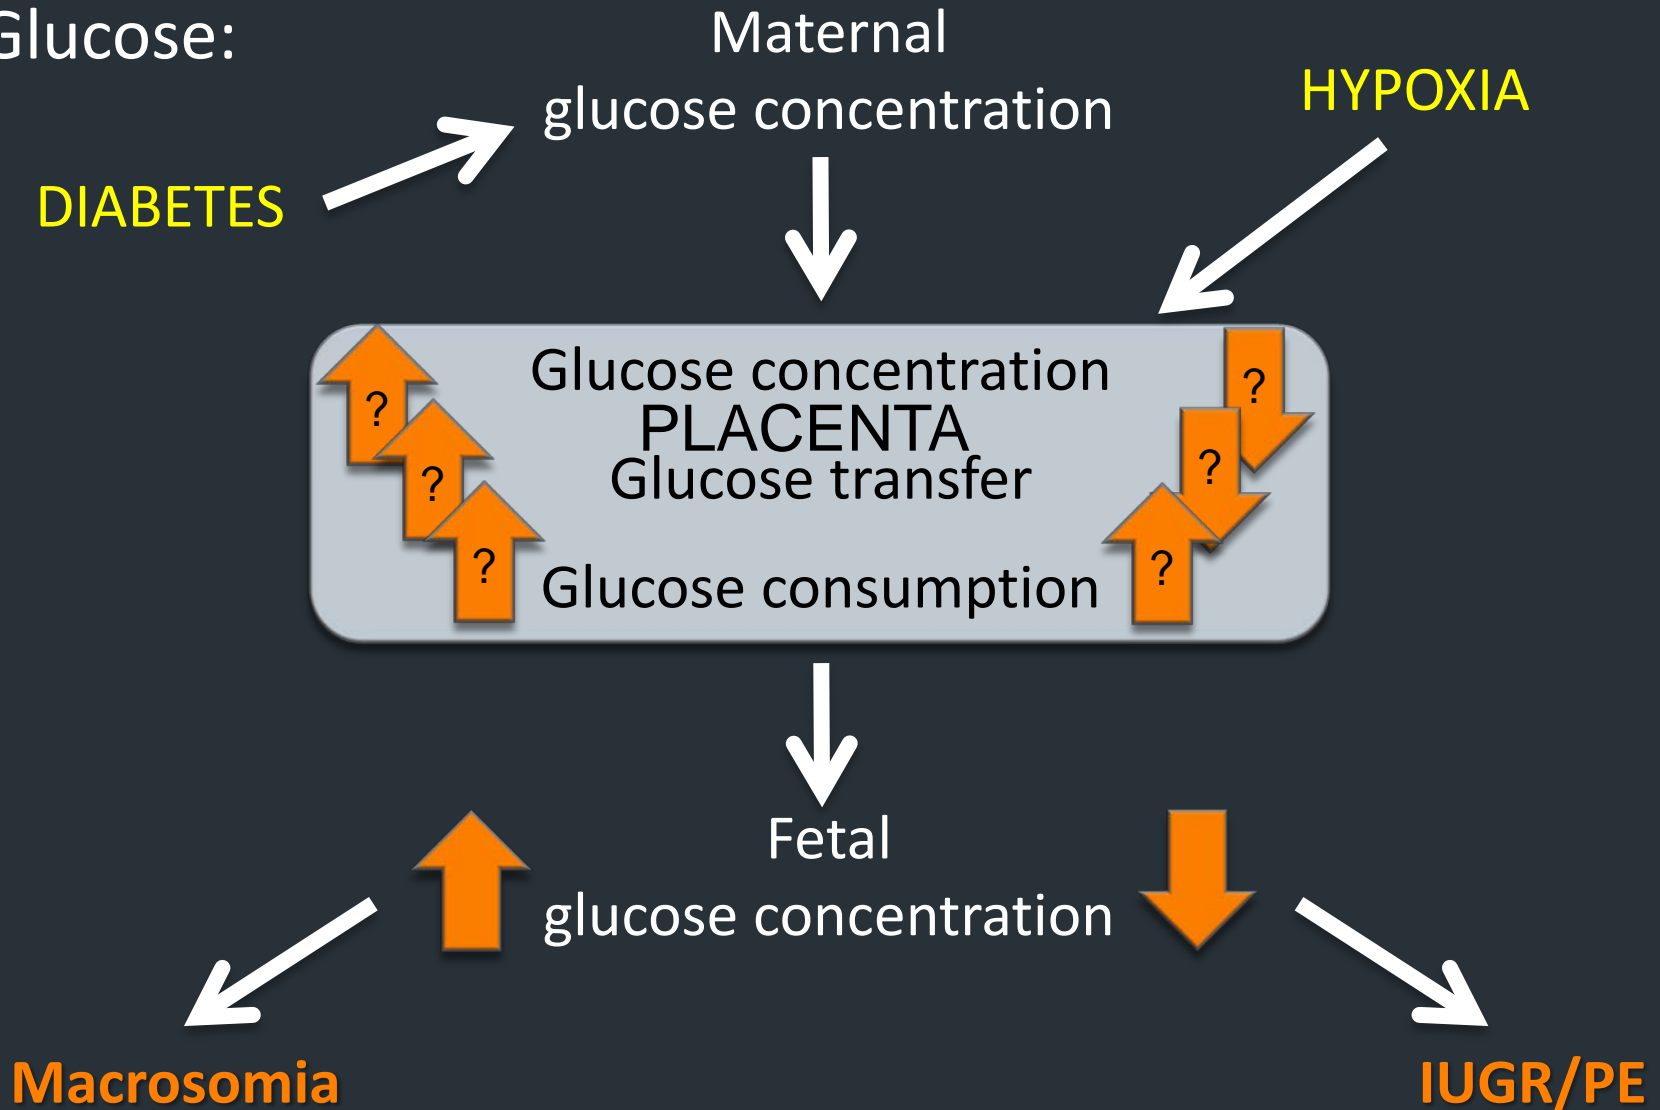 Glucose:
Maternal
glucose concentration
HYPOXIA
DIABETES
Glucose concentration
PLACENTA
Glucose transfer
Glucose consumption
?
?
?
?
?
?
Fetal
glucose concentration
Macrosomia
IUGR/PE